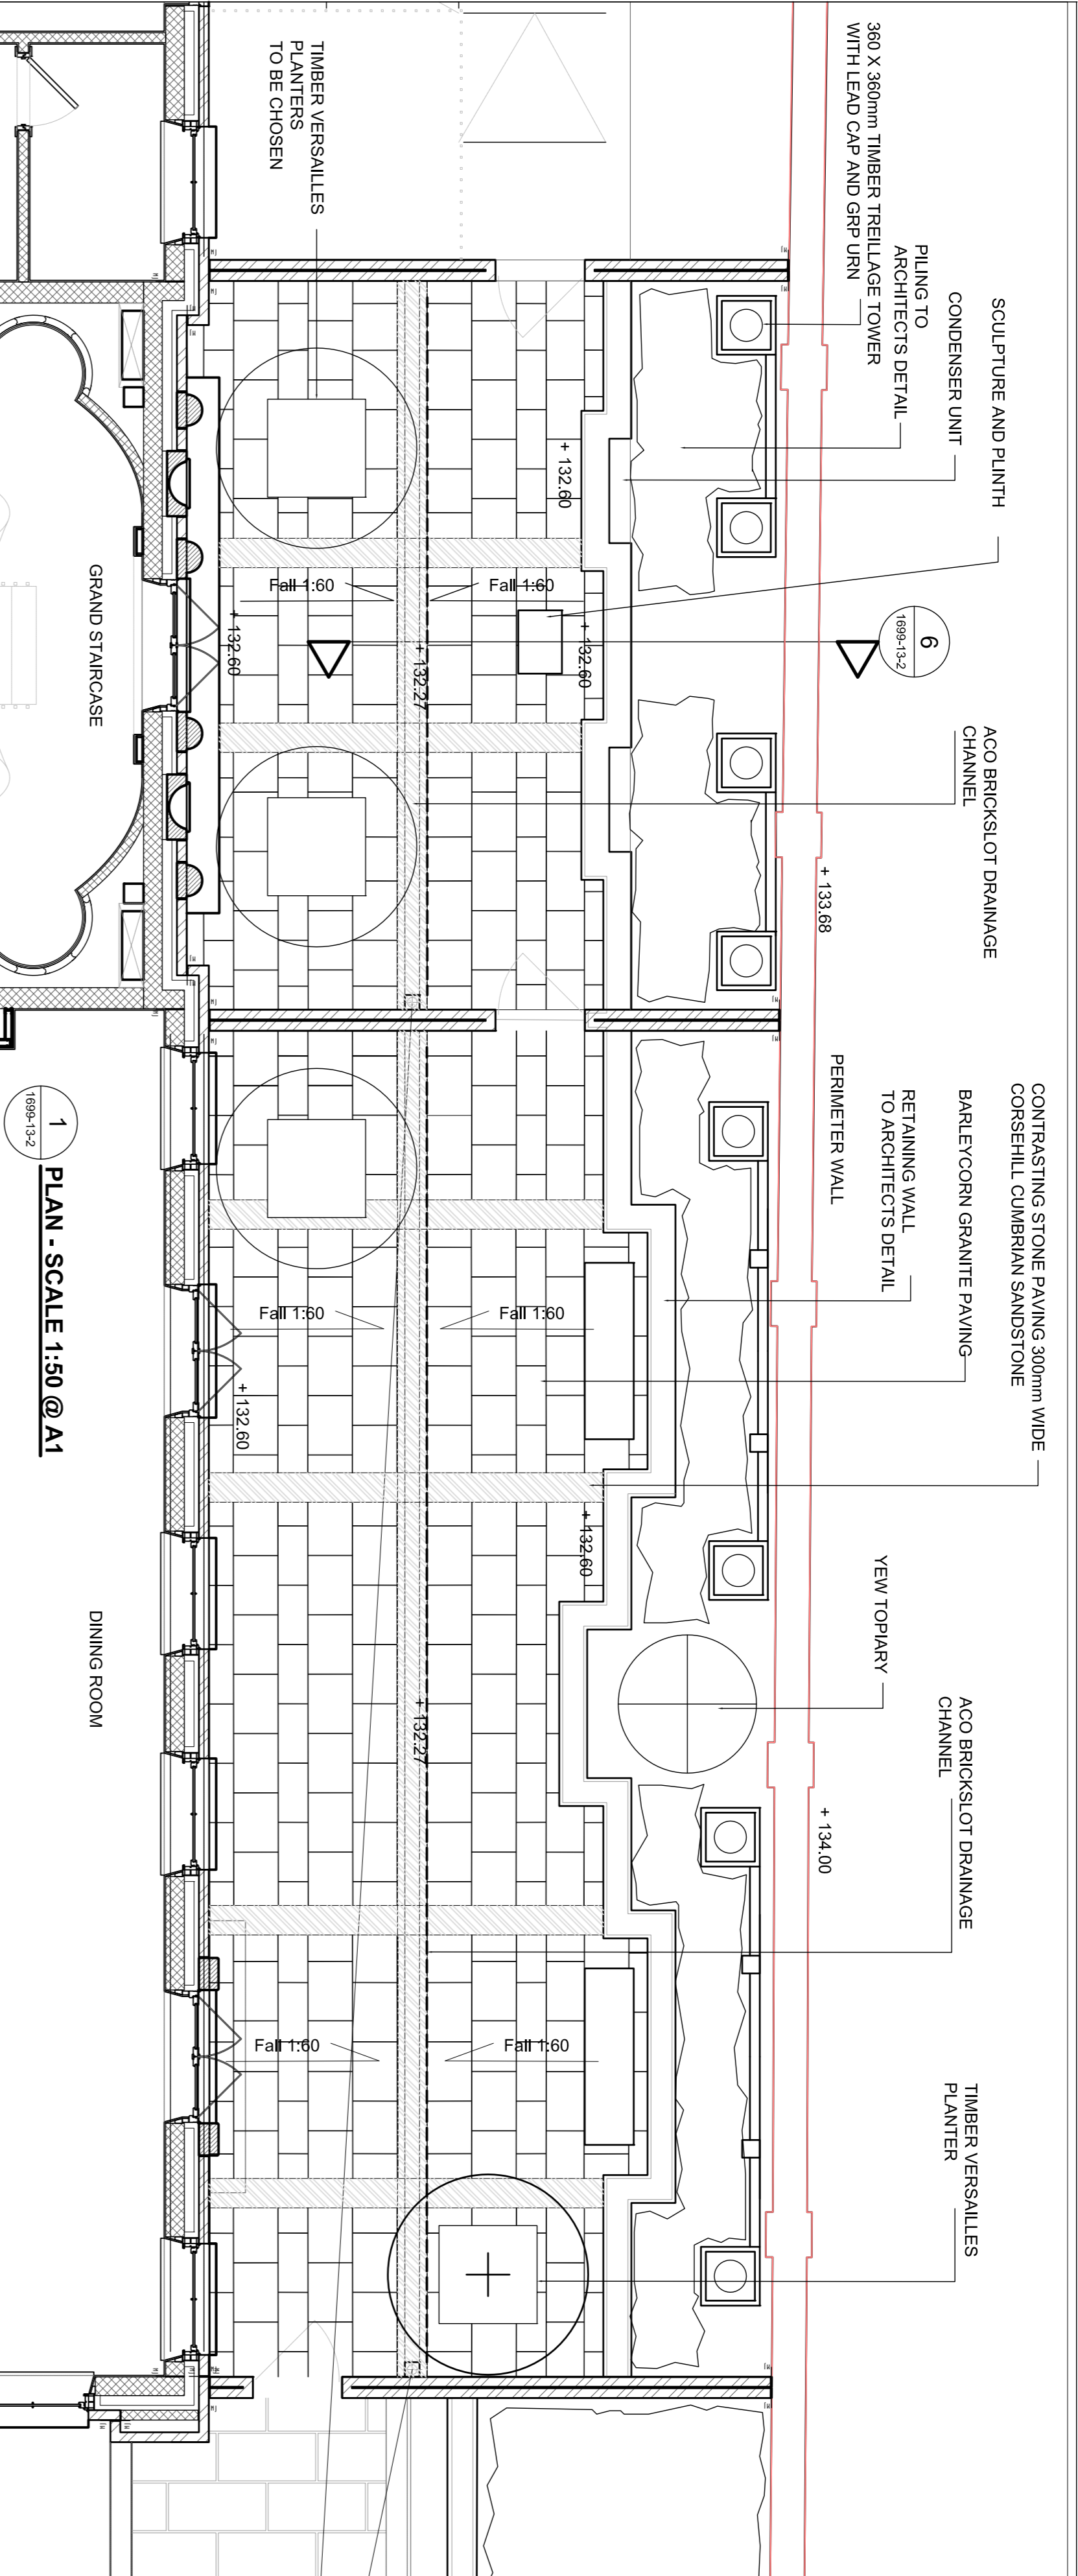 360 X 360mm TIMBER TREILLAGE TOWER
WITH LEAD CAP AND GRP URN
PILING TO
ARCHITECTS DETAIL
CONDENSER UNIT
SCULPTURE AND PLINTH
TIMBER VERSAILLES
PLANTERS
TO BE CHOSEN
6
1699-13-2
ACO BRICKSLOT DRAINAGE
CHANNEL
+ 133.68
+ 132.60
Fall 1:60
Fall 1:60
+ 132.60
+ 132.27
+ 132.60
GRAND STAIRCASE
PERIMETER WALL
RETAINING WALL
TO ARCHITECTS DETAIL
BARLEYCORN GRANITE PAVING
CONTRASTING STONE PAVING 300mm WIDE
CORSEHILL CUMBRIAN SANDSTONE
Fall 1:60
Fall 1:60
+ 132.60
+ 132.60
YEW TOPIARY
ACO BRICKSLOT DRAINAGE
CHANNEL
+ 134.00
+ 132.27
Fall 1:60
Fall 1:60
TIMBER VERSAILLES
PLANTER
DINING ROOM
1
1699-13-2
PLAN - SCALE 1:50 @ A1